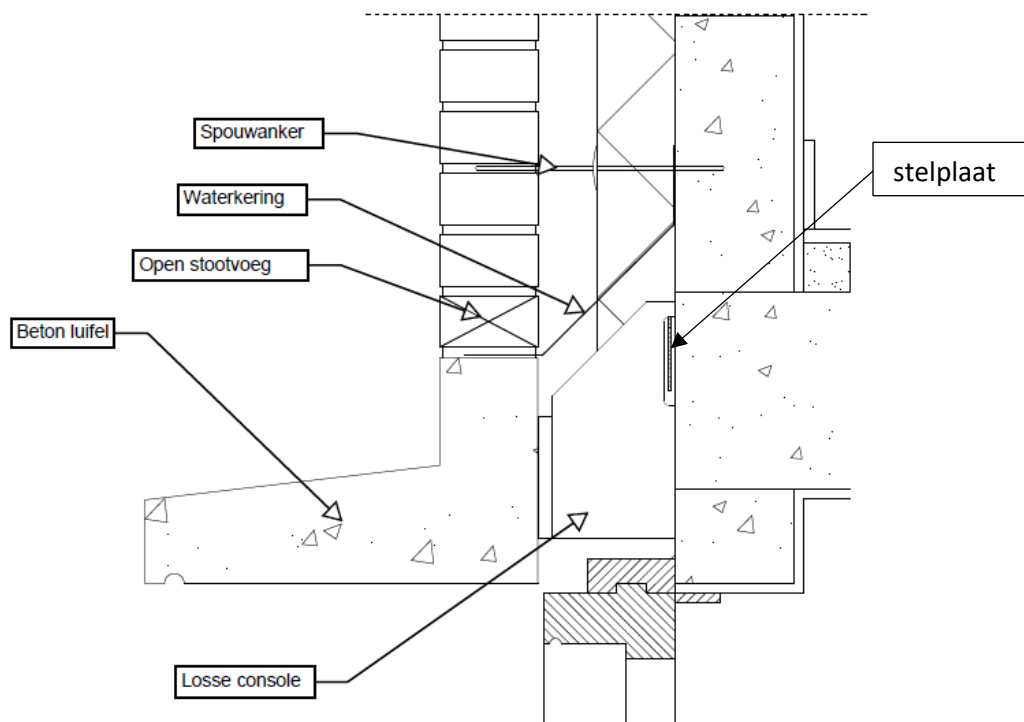 Spouwanker
stelplaat
Waterkering
Open stootvoeg
Beton luifel
Losse console